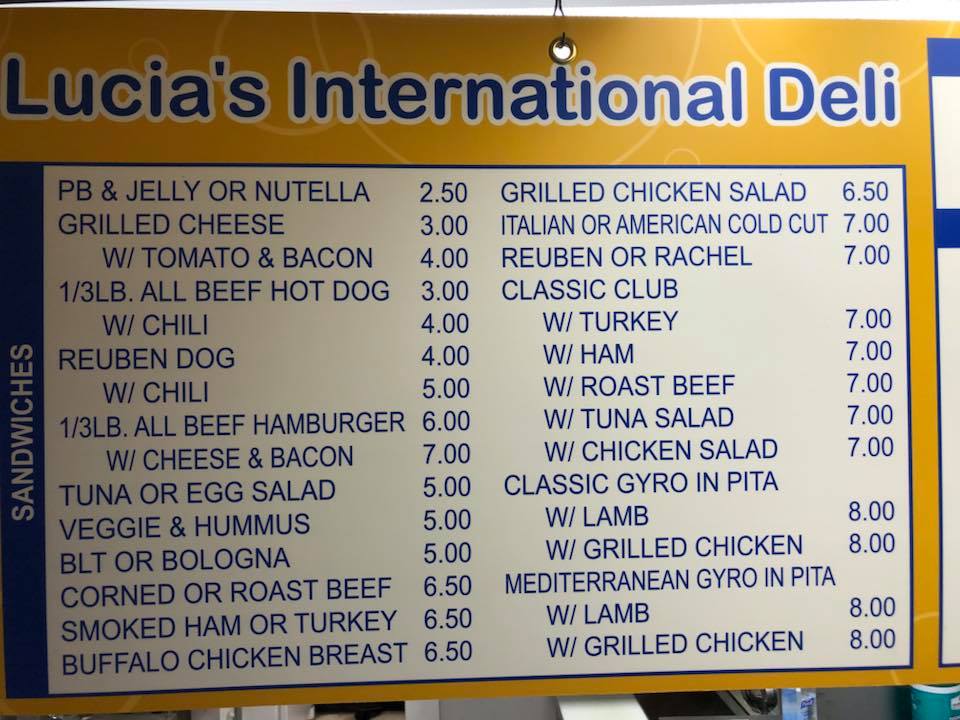 Lucia's International Deli
SANDWICHES
PB & JELLY OR NUTELLA 2.50
GRILLED CHEESE 3.00
W/ TOMATO & BACON 4.00
1/3LB. ALL BEEF HOT DOG 3.00
W/ CHILI 4.00
REUBEN DOG 4.00
W/ CHILI 5.00
1/3LB. ALL BEEF HAMBURGER 6.00
W/ CHEESE & BACON 7.00
TUNA OR EGG SALAD 5.00
VEGGIE & HUMMUS 5.00
BLT OR BOLOGNA 5.00
CORNED OR ROAST BEEF 6.50
SMOKED HAM OR TURKEY 6.50
BUFFALO CHICKEN BREAST 6.50
GRILLED CHICKEN SALAD 6.50
ITALIAN OR AMERICAN COLD CUT 7.00
REUBEN OR RACHEL 7.00
CLASSIC CLUB
W/ TURKEY 7.00
W/ HAM 7.00
W/ ROAST BEEF 7.00
W/ TUNA SALAD 7.00
W/ CHICKEN SALAD 7.00
CLASSIC GYRO IN PITA
W/ LAMB 8.00
W/ GRILLED CHICKEN 8.00
MEDITERRANEAN GYRO IN PITA
W/ LAMB 8.00
W/ GRILLED CHICKEN 8.00